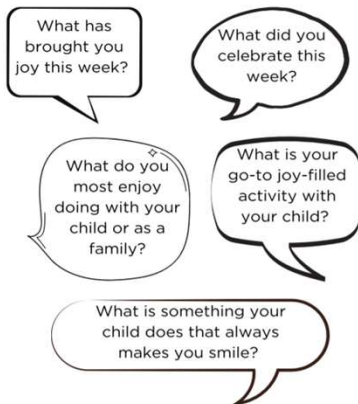 What has
brought you
joy this week?
What did you
celebrate this
week?
What do you
most enjoy
doing with your
child or as a
family?
What is your
go-to joy-filled
activity with
your child?
What is something your
child does that always
makes you smile?